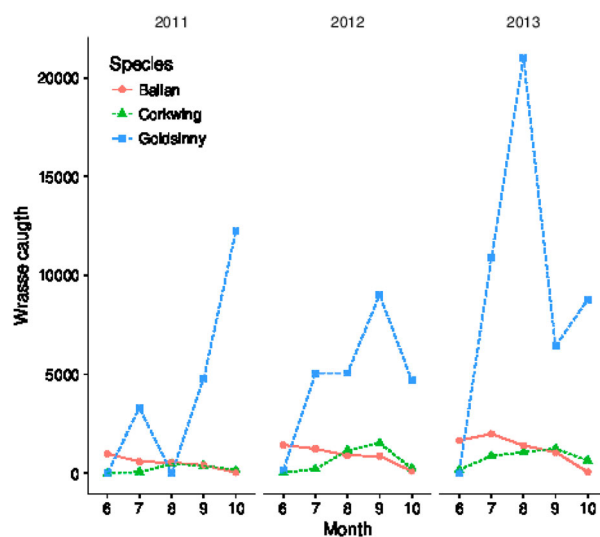 2011 2012 2013
Species
Ballan
Corkwing
Goldsinny
Wrasse caugth
20000
15000
10000
5000
0
6 7 8 9 10 6 7 8 9 10 6 7 8 9 10
Month